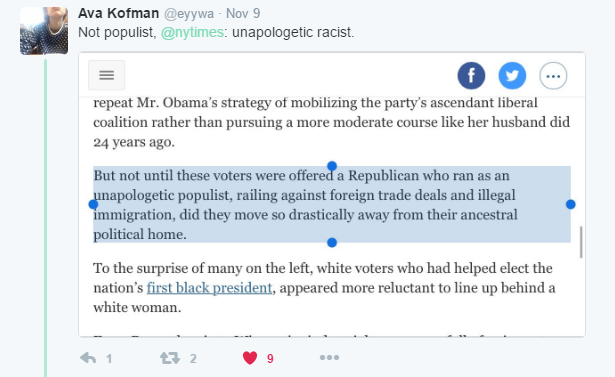 Ava Kofman @eyywa · Nov 9
Not populist, @nytimes: unapologetic racist.
repeat Mr. Obama's strategy of mobilizing the party's ascendant liberal
coalition rather than pursuing a more moderate course like her husband did
24 years ago.
But not until these voters were offered a Republican who ran as an
unapologetic populist, railing against foreign trade deals and illegal
immigration, did they move so drastically away from their ancestral
political home.
To the surprise of many on the left, white voters who had helped elect the
nation's first black president, appeared more reluctant to line up behind a
white woman.
1 2 9